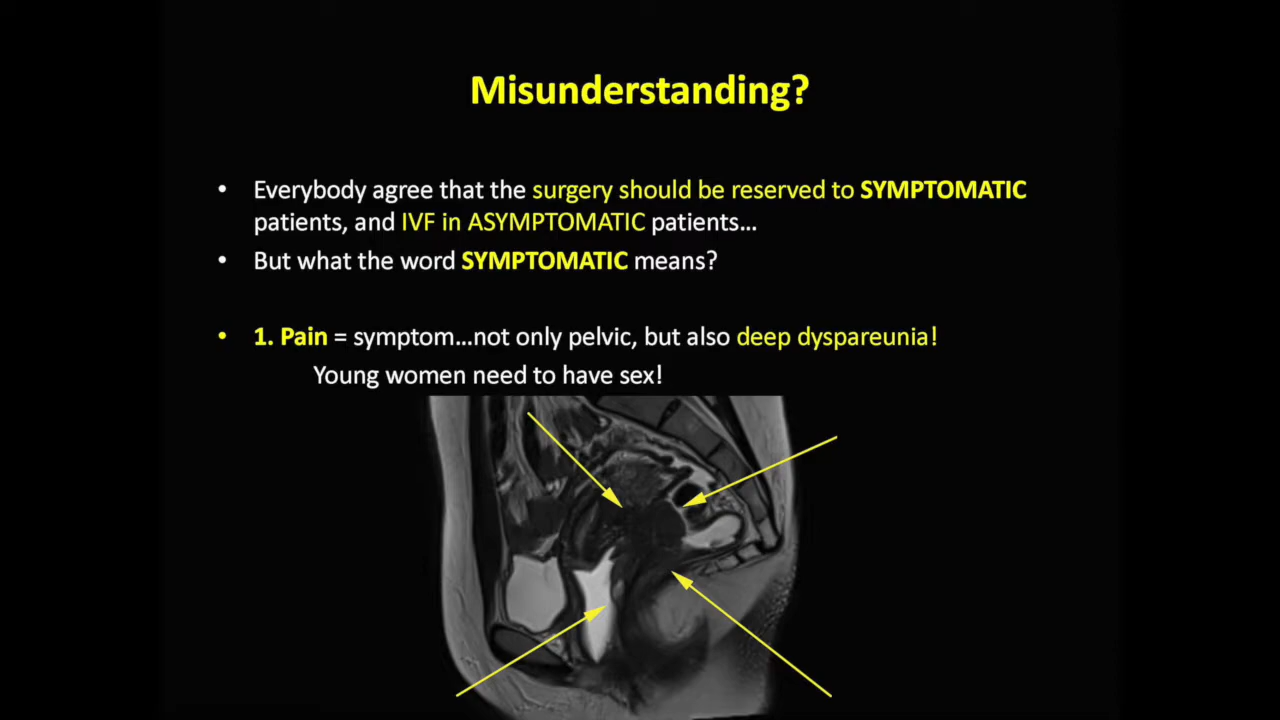 Misunderstanding?
• Everybody agree that the surgery should be reserved to SYMPTOMATIC
patients, and IVF in ASYMPTOMATIC patients...
• But what the word SYMPTOMATIC means?
• 1. Pain = symptom...not only pelvic, but also deep dyspareunia!
Young women need to have sex!